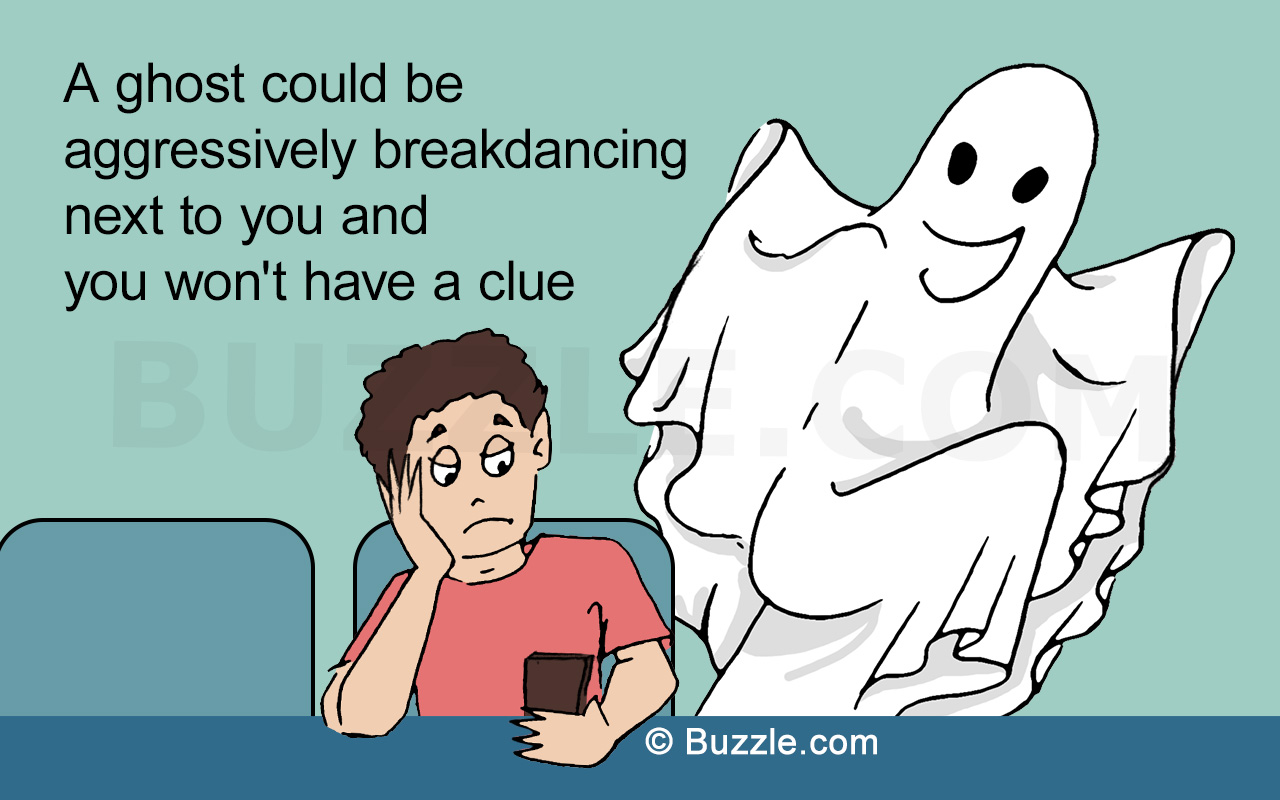 A ghost could be
aggressively breakdancing
next to you and
you won't have a clue
BUZZLE.COM
© Buzzle.com